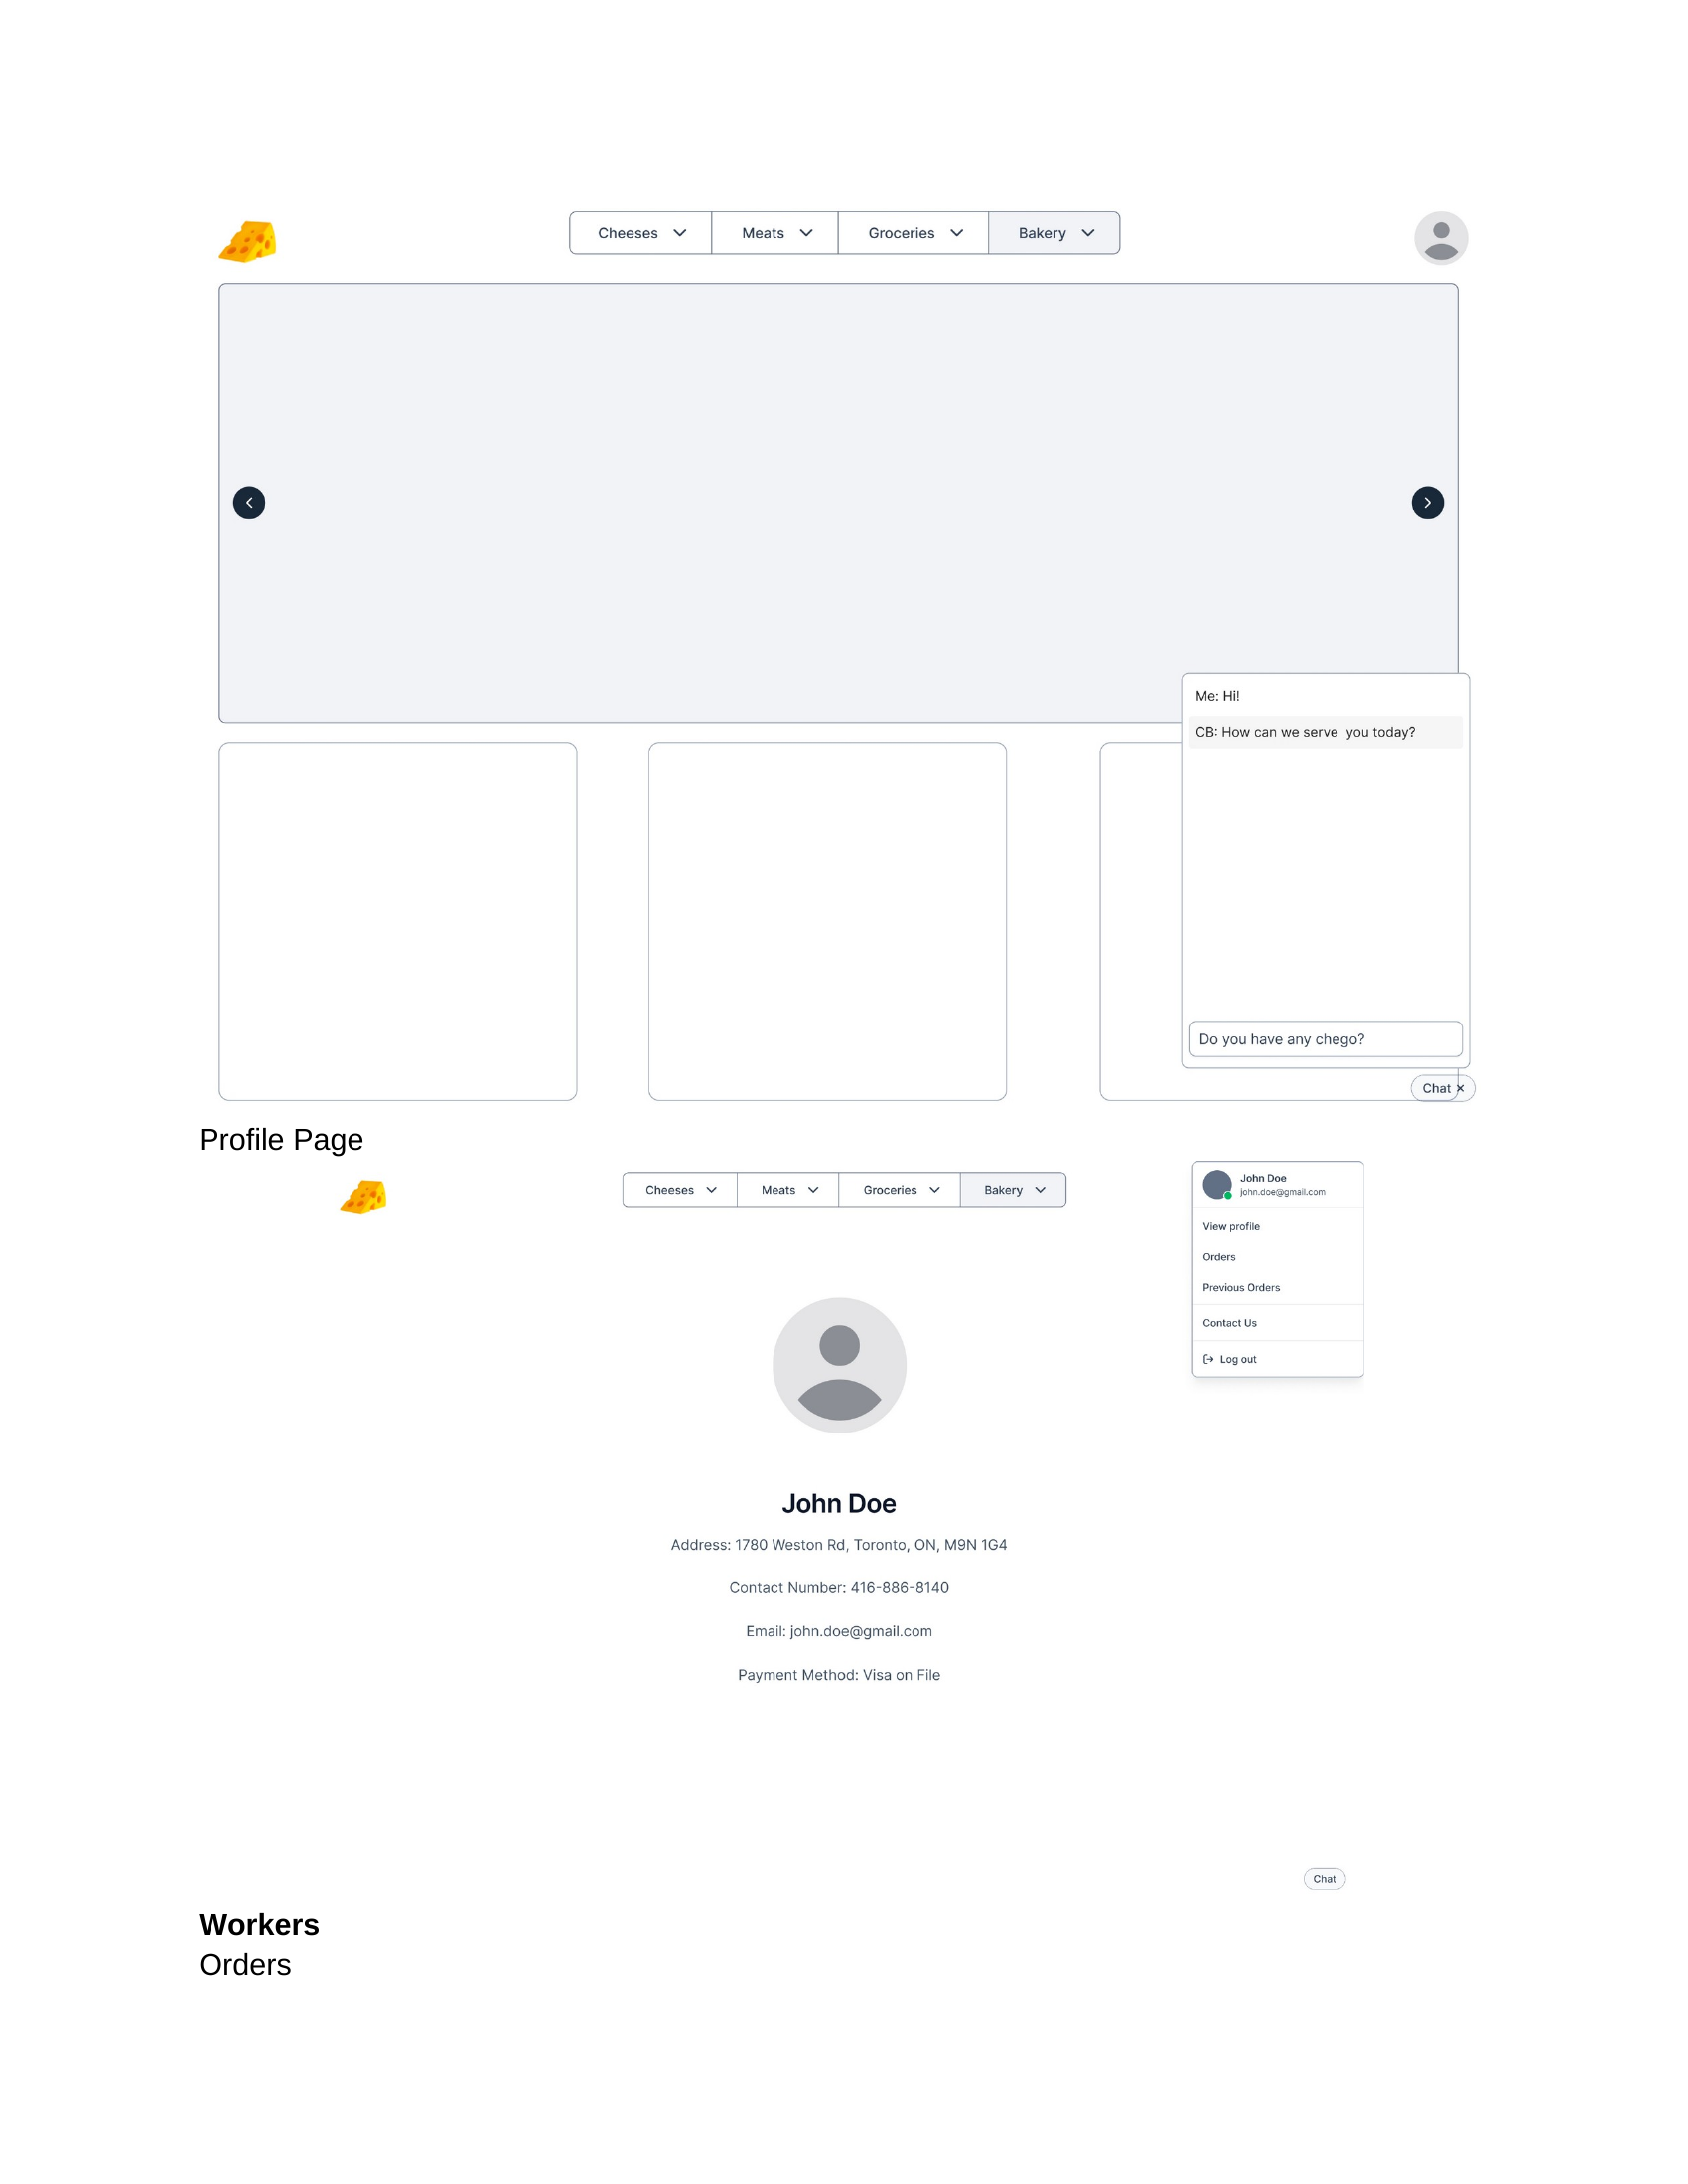 Cheeses
Meats
Groceries
Bakery
Me: Hi!
CB: How can we serve you today?
Do you have any chego?
Chat ×
Profile Page
Cheeses
Meats
Groceries
Bakery
John Doe
john.doe@gmail.com
View profile
Orders
Previous Orders
Contact Us
Log out
John Doe
Address: 1780 Weston Rd, Toronto, ON, M9N 1G4
Contact Number: 416-886-8140
Email: john.doe@gmail.com
Payment Method: Visa on File
Chat
Workers
Orders